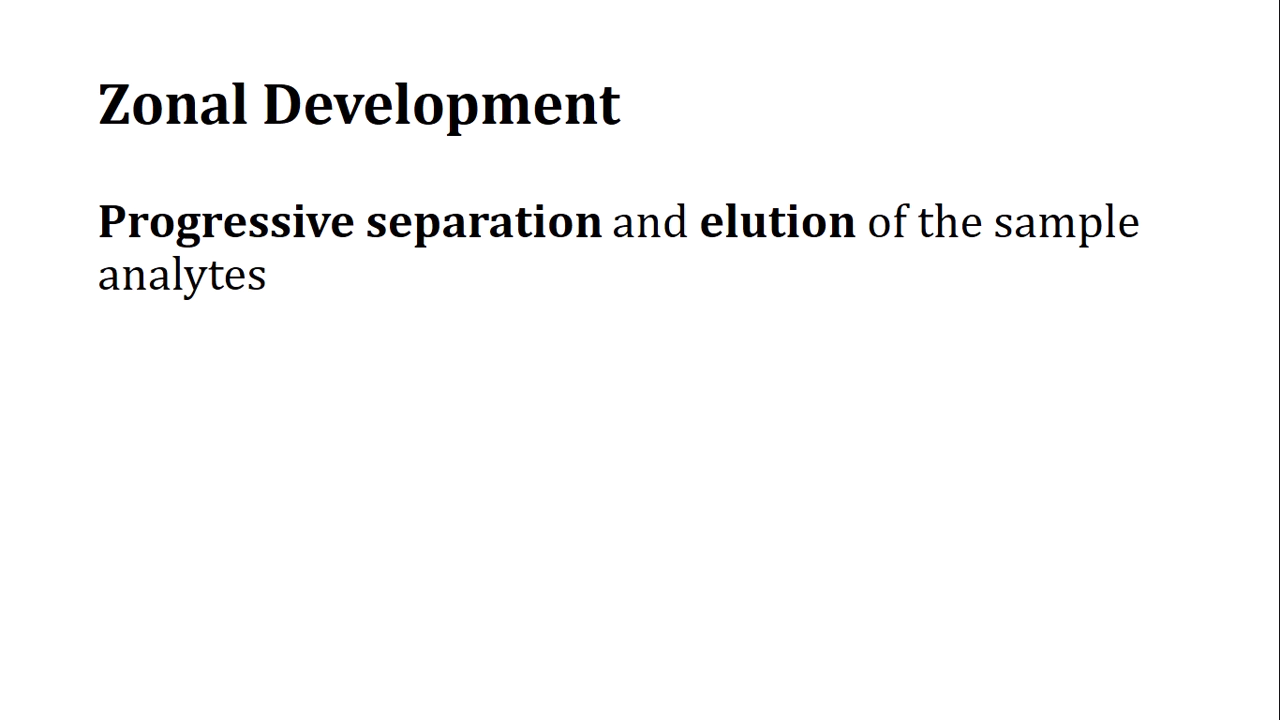 Zonal Development
Progressive separation and elution of the sample
analytes